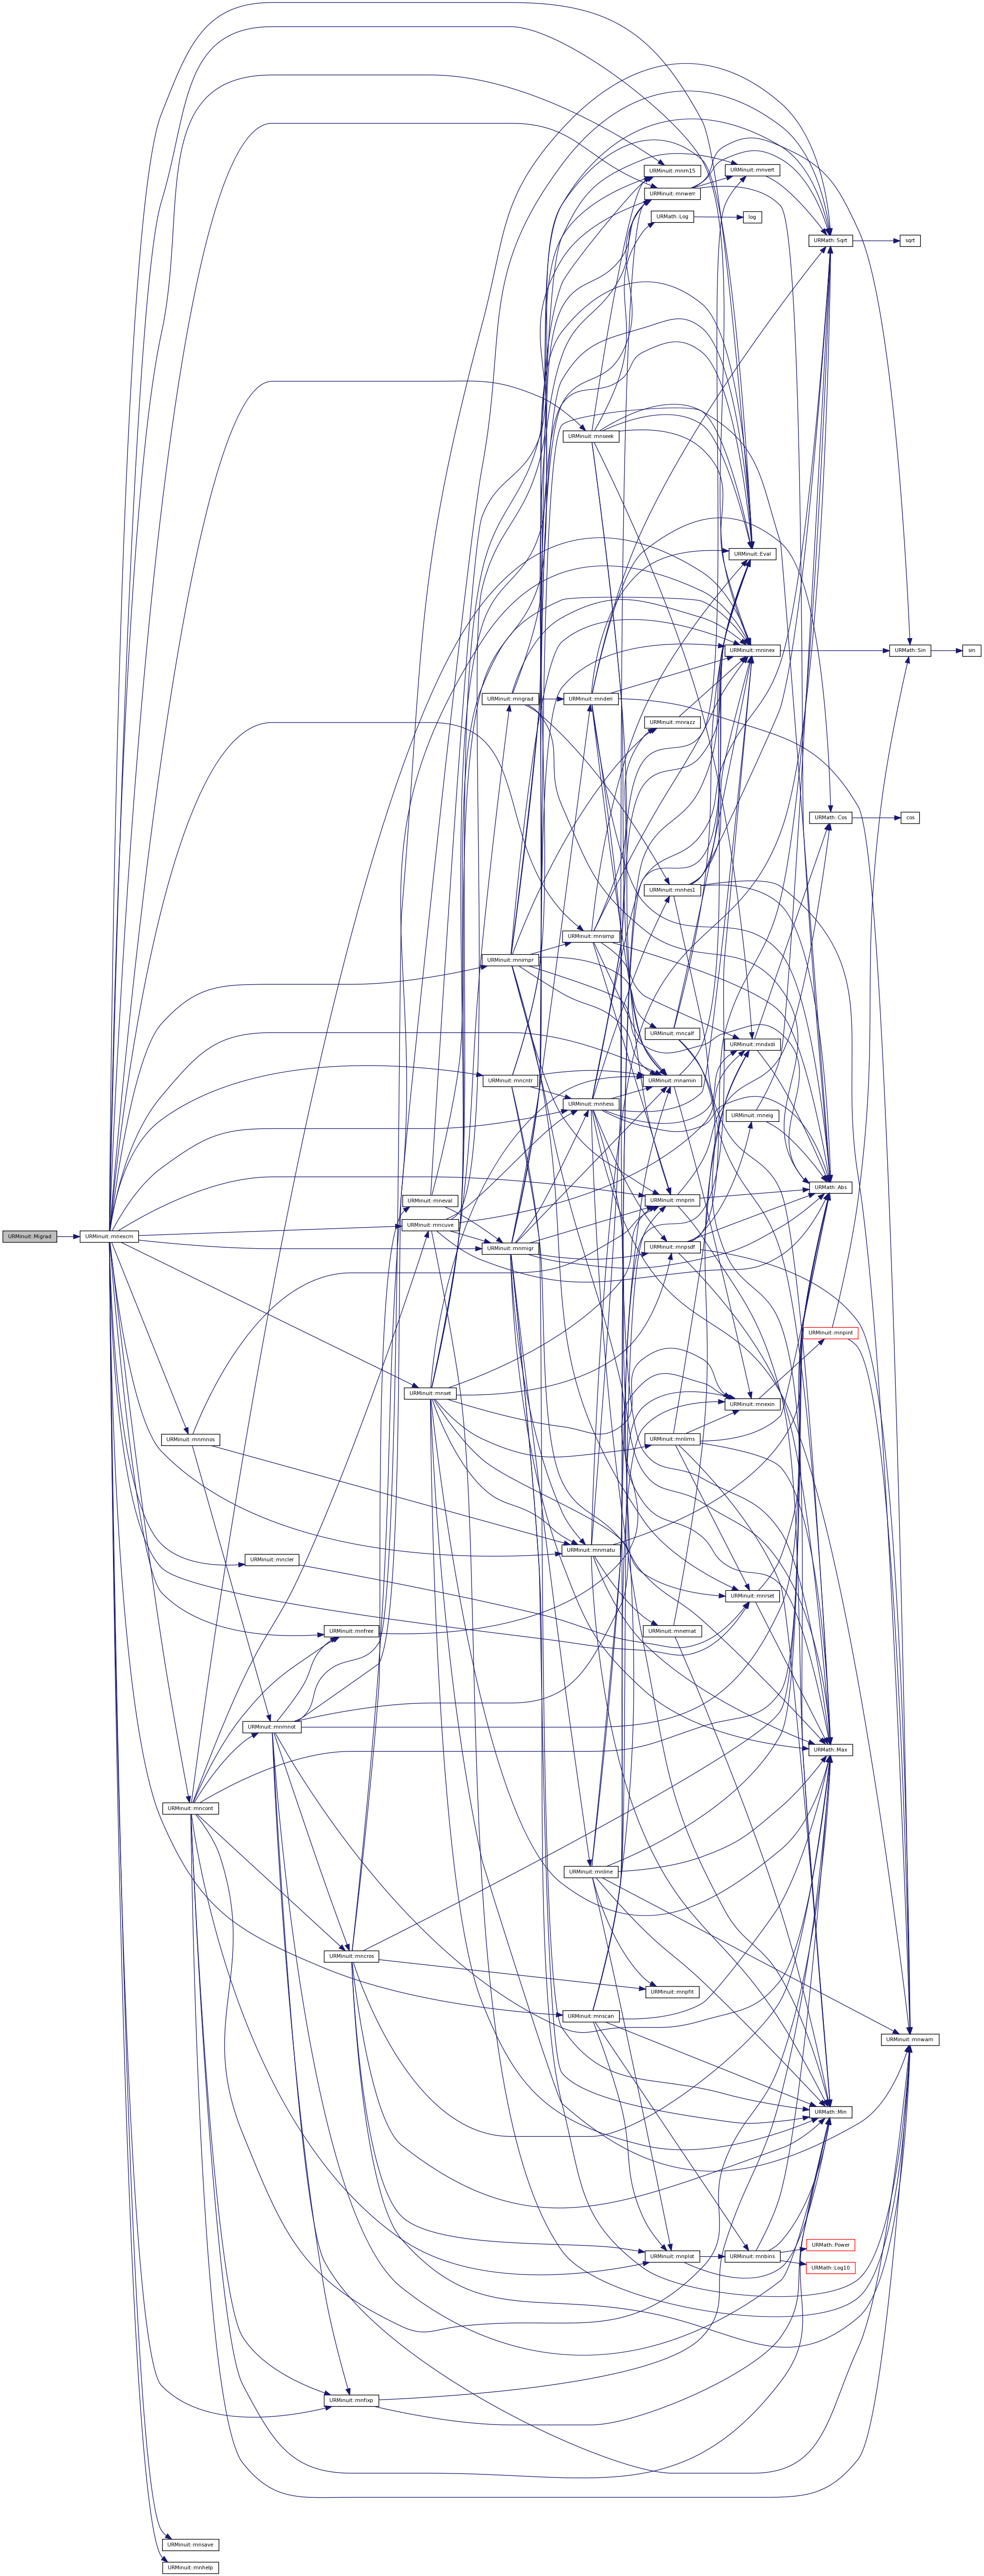 URMinuit::mnm15
URMinuit::mnvert
URMinuit::mnwerr
URMath::Log
log
URMath::Sqrt
sqrt
URMinuit::mnseek
URMinuit::Eval
URMinuit::mninex
URMath::Sin
sin
URMinuit::mngrad
URMinuit::mnderi
URMinuit::mnrazz
URMath::Cos
cos
URMinuit::mnhes1
URMinuit::mnsimp
URMinuit::mnimpr
URMinuit::mncalf
URMinuit::mndxdi
URMinuit::mncntr
URMinuit::mnamin
URMinuit::mnhess
URMinuit::mneig
URMath::Abs
URMinuit::mneval
URMinuit::mnprin
URMinuit::mncuve
URMinuit::Migrad
URMinuit::mnexcm
URMinuit::mnmigr
URMinuit::mnpsdf
URMinuit::mnpint
URMinuit::mnset
URMinuit::mnexin
URMinuit::mnmnos
URMinuit::mnlims
URMinuit::mnmatu
URMinuit::mncler
URMinuit::mnrset
URMinuit::mnfree
URMinuit::mnemat
URMinuit::mnmnot
URMath::Max
URMinuit::mncont
URMinuit::mnline
URMinuit::mncros
URMinuit::mnpfit
URMinuit::mnscan
URMinuit::mnwarn
URMath::Min
URMath::Power
URMinuit::mnplot
URMinuit::mnbins
URMath::Log10
URMinuit::mnfixp
URMinuit::mnsave
URMinuit::mnhelp